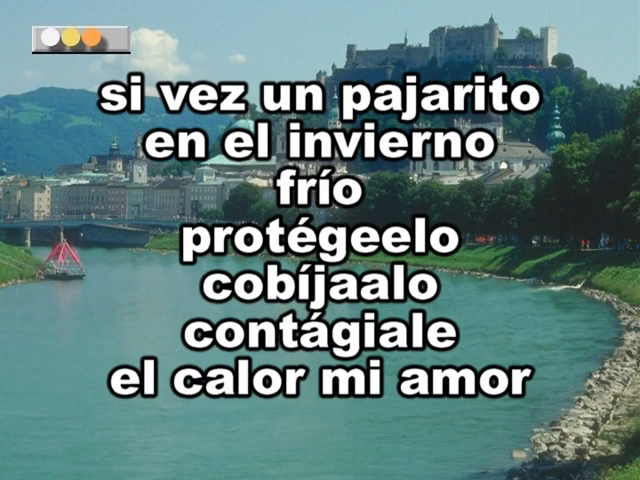 si vez un pajarito
en el invierno
frío
protégeelo
cobíjaalo
contágiale
el calor mi amor